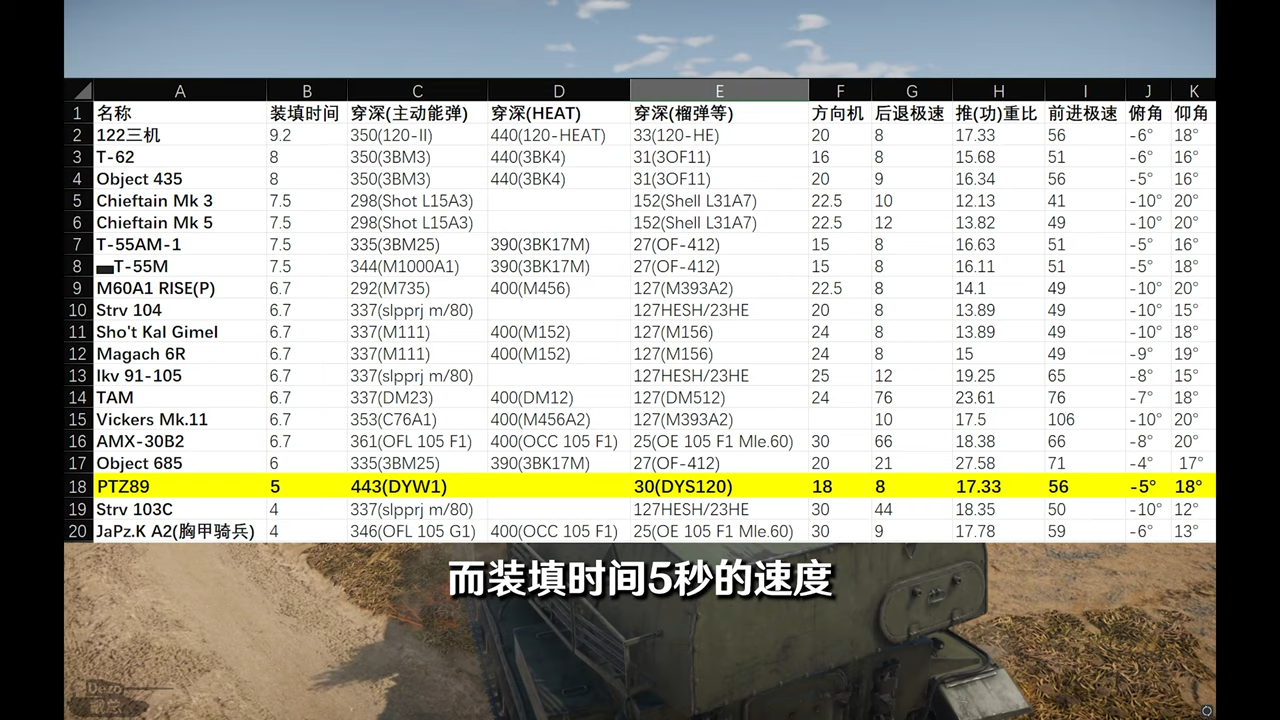 A B C D E F G H I J K
1 名称 装填时间 穿深(主动能弹) 穿深(HEAT) 穿深(榴弹等) 方向机 后退极速 推(功)重比 前进极速 俯角 仰角
2 122三机 9.2 350(120-II) 440(120-HEAT) 33(120-HE) 20 8 17.33 56 -6° 18°
3 T-62 8 350(3BM3) 440(3BK4) 31(3OF11) 16 8 15.68 51 -6° 16°
4 Object 435 8 350(3BM3) 440(3BK4) 31(3OF11) 20 9 16.34 56 -5° 16°
5 Chieftain Mk 3 7.5 298(Shot L15A3) 152(Shell L31A7) 22.5 10 12.13 41 -10° 20°
6 Chieftain Mk 5 7.5 298(Shot L15A3) 152(Shell L31A7) 22.5 12 13.82 49 -10° 20°
7 T-55AM-1 7.5 335(3BM25) 390(3BK17M) 27(OF-412) 15 8 16.63 51 -5° 16°
8 T-55M 7.5 344(M1000A1) 390(3BK17M) 27(OF-412) 15 8 16.11 51 -5° 18°
9 M60A1 RISE(P) 6.7 292(M735) 400(M456) 127(M393A2) 22.5 8 14.1 49 -10° 20°
10 Strv 104 6.7 337(slpprj m/80) 127HESH/23HE 20 8 13.89 49 -10° 15°
11 Sho't Kal Gimel 6.7 337(M111) 400(M152) 127(M156) 24 8 13.89 49 -10° 18°
12 Magach 6R 6.7 337(M111) 400(M152) 127(M156) 24 8 15 49 -9° 19°
13 Ikv 91-105 6.7 337(slpprj m/80) 127HESH/23HE 25 12 19.25 65 -8° 15°
14 TAM 6.7 337(DM23) 400(DM12) 127(DM512) 24 76 23.61 76 -7° 18°
15 Vickers Mk.11 6.7 353(C76A1) 400(M456A2) 127(M393A2) 10 17.5 106 -10° 20°
16 AMX-30B2 6.7 361(OFL 105 F1) 400(OCC 105 F1) 25(OE 105 F1 Mle.60) 30 66 18.38 66 -8° 20°
17 Object 685 6 335(3BM25) 390(3BK17M) 27(OF-412) 20 21 27.58 71 -4° 17°
18 PTZ89 5 443(DYW1) 30(DYS120) 18 8 17.33 56 -5° 18°
19 Strv 103C 4 337(slpprj m/80) 127HESH/23HE 30 44 18.35 50 -10° 12°
20 JaPz.K A2(胸甲骑兵) 4 346(OFL 105 G1) 400(OCC 105 F1) 25(OE 105 F1 Mle.60) 30 9 17.78 59 -6° 13°
而装填时间5秒的速度
Dezo